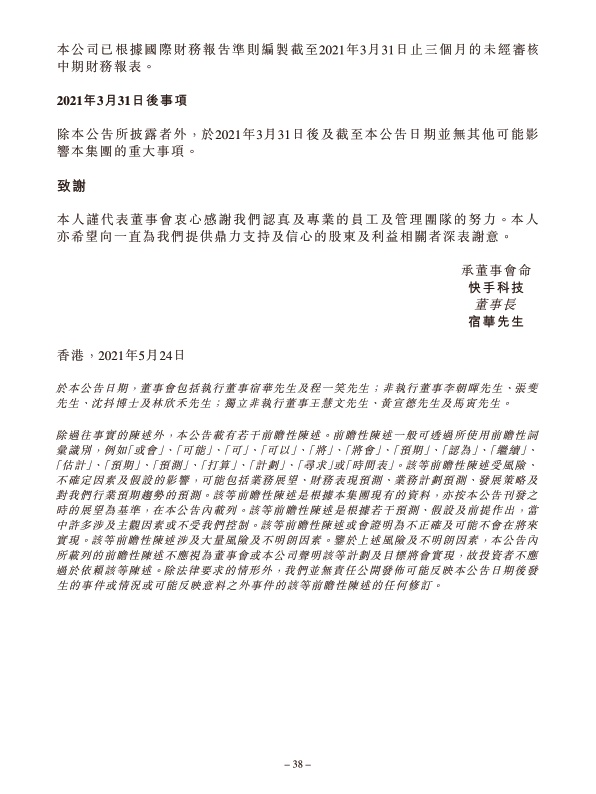 本公司已根據國際財務報告準則編製截至2021年3月31日止三個月的未經審核
中期財務報表。
2021年3月31日後事項
除本公告所披露者外，於2021年3月31日後及截至本公告日期並無其他可能影
響本集團的重大事項。
致謝
本人謹代表董事會衷心感謝我們認真及專業的員工及管理團隊的努力。本人
亦希望向一直為我們提供鼎力支持及信心的股東及利益相關者深表謝意。
承董事會命
快手科技
董事長
宿華先生
香港，2021年5月24日
於本公告日期，董事會包括執行董事宿華先生及程一笑先生；非執行董事李朝暉先生、張斐
先生、沈抖博士及林欣禾先生；獨立非執行董事王慧文先生、黃宣德先生及馬寅先生。
除過往事實的陳述外，本公告載有若干前瞻性陳述。前瞻性陳述一般可透過所使用前瞻性詞
彙識別，例如「或會」、「可能」、「可」、「可以」、「將」、「將會」、「預期」、「認為」、「繼續」、
「估計」、「預期」、「預測」、「打算」、「計劃」、「尋求」或「時間表」。該等前瞻性陳述受風險、
不確定因素及假設的影響，可能包括業務展望、財務表現預測、業務計劃預測、發展策略及
對我們行業預期趨勢的預測。該等前瞻性陳述是根據本集團現有的資料，亦按本公告刊發之
時的展望為基準，在本公告內載列。該等前瞻性陳述是根據若干預測、假設及前提作出，當
中許多涉及主觀因素或不受我們控制。該等前瞻性陳述或會證明為不正確及可能不會在將來
實現。該等前瞻性陳述涉及大量風險及不明朗因素。鑒於上述風險及不明朗因素，本公告內
所載列的前瞻性陳述不應視為董事會或本公司聲明該等計劃及目標將會實現，故投資者不應
過於依賴該等陳述。除法律要求的情形外，我們並無責任公開發佈可能反映本公告日期後發
生的事件或情況或可能反映意料之外事件的該等前瞻性陳述的任何修訂。
– 38 –